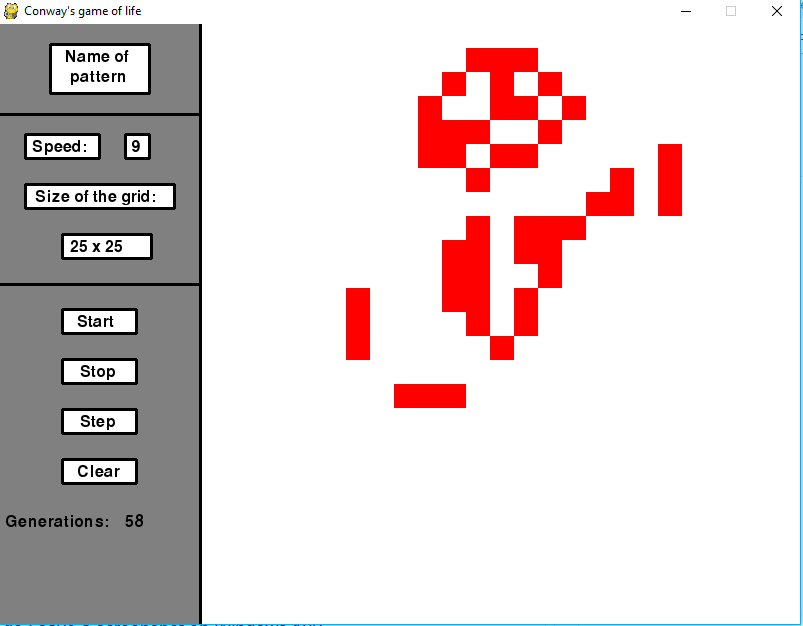 Conway's game of life
Name of
pattern
Speed: 9
Size of the grid:
25 x 25
Start
Stop
Step
Clear
Generations: 58